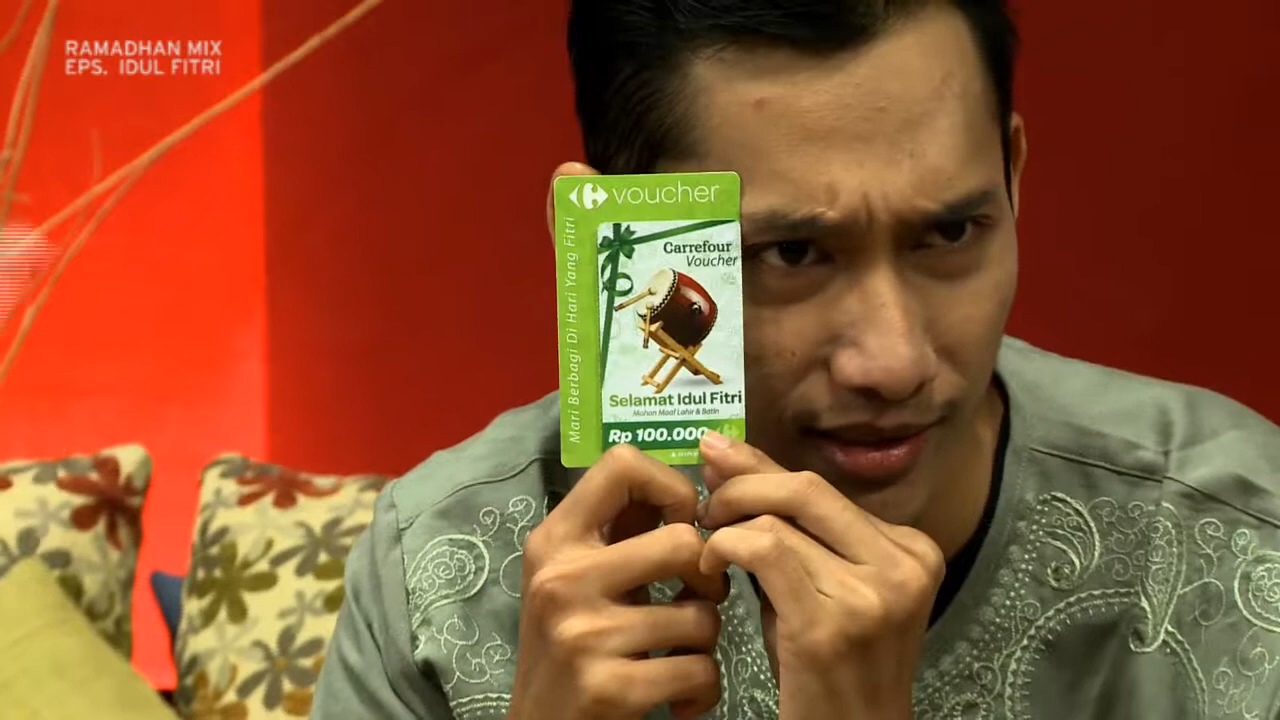 RAMADHAN MIX
EPS. IDUL FITRI
voucher
Mari Berbagi Di Hari Yang Fitri
Carrefour
Voucher
Selamat Idul Fitri
Mohon Maaf Lahir & Batin
Rp 100.000